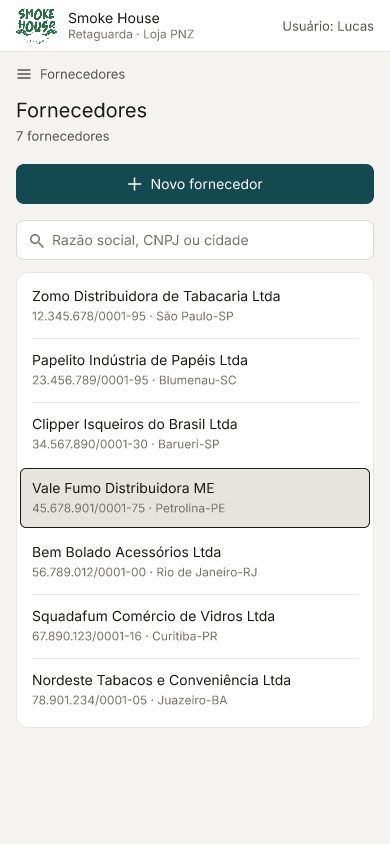 SMOKE
HOUSE
Smoke House
Retaguarda · Loja PNZ
Usuário: Lucas
Fornecedores
Fornecedores
7 fornecedores
Novo fornecedor
Razão social, CNPJ ou cidade
Zomo Distribuidora de Tabacaria Ltda
12.345.678/0001-95 · São Paulo-SP
Papelito Indústria de Papéis Ltda
23.456.789/0001-95 · Blumenau-SC
Clipper Isqueiros do Brasil Ltda
34.567.890/0001-30 · Barueri-SP
Vale Fumo Distribuidora ME
45.678.901/0001-75 · Petrolina-PE
Bem Bolado Acessórios Ltda
56.789.012/0001-00 · Rio de Janeiro-RJ
Squadafum Comércio de Vidros Ltda
67.890.123/0001-16 · Curitiba-PR
Nordeste Tabacos e Conveniência Ltda
78.901.234/0001-05 · Juazeiro-BA